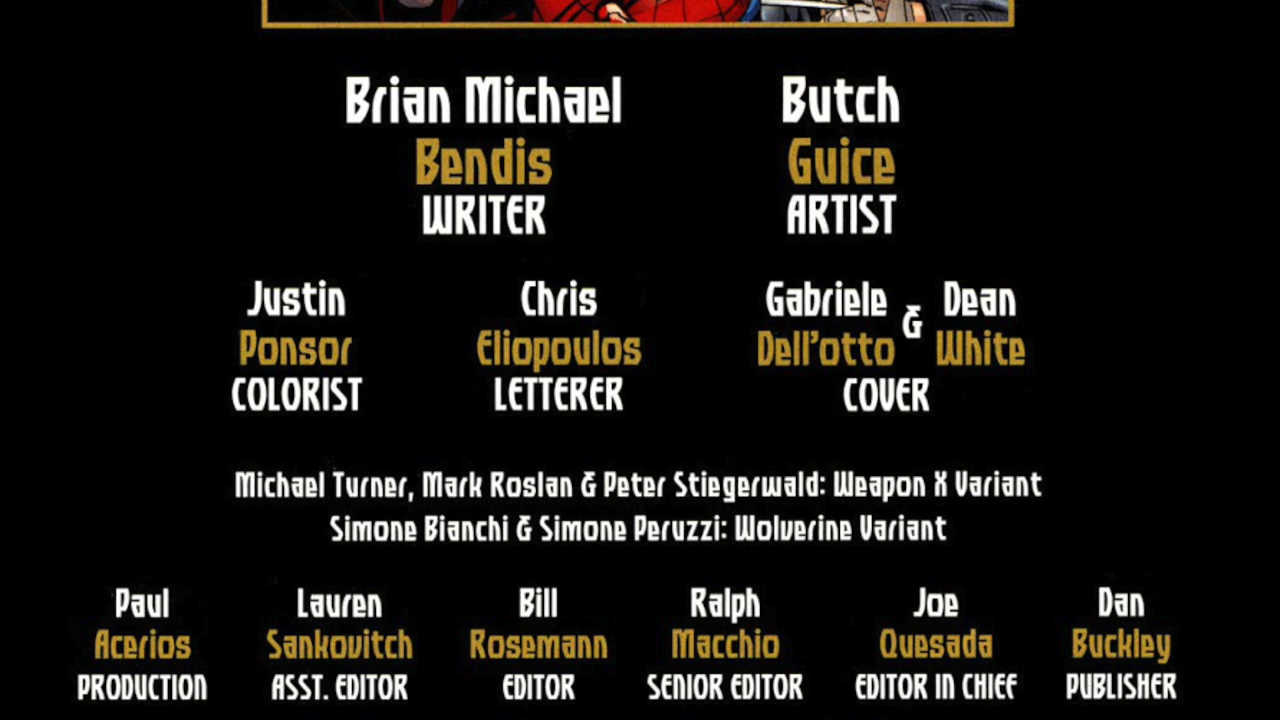 Brian Michael Butch
Bendis Guice
WRITER ARTIST
Justin Chris Gabriele & Dean
Ponsor Eliopoulos Dell'otto White
COLORIST LETTERER COVER
Michael Turner, Mark Roslan & Peter Stiegerwald: Weapon X Variant
Simone Bianchi & Simone Peruzzi: Wolverine Variant
Paul Lauren Bill Ralph Joe Dan
Acerios Sankovitch Rosemann Macchio Quesada Buckley
PRODUCTION ASST. EDITOR EDITOR SENIOR EDITOR EDITOR IN CHIEF PUBLISHER